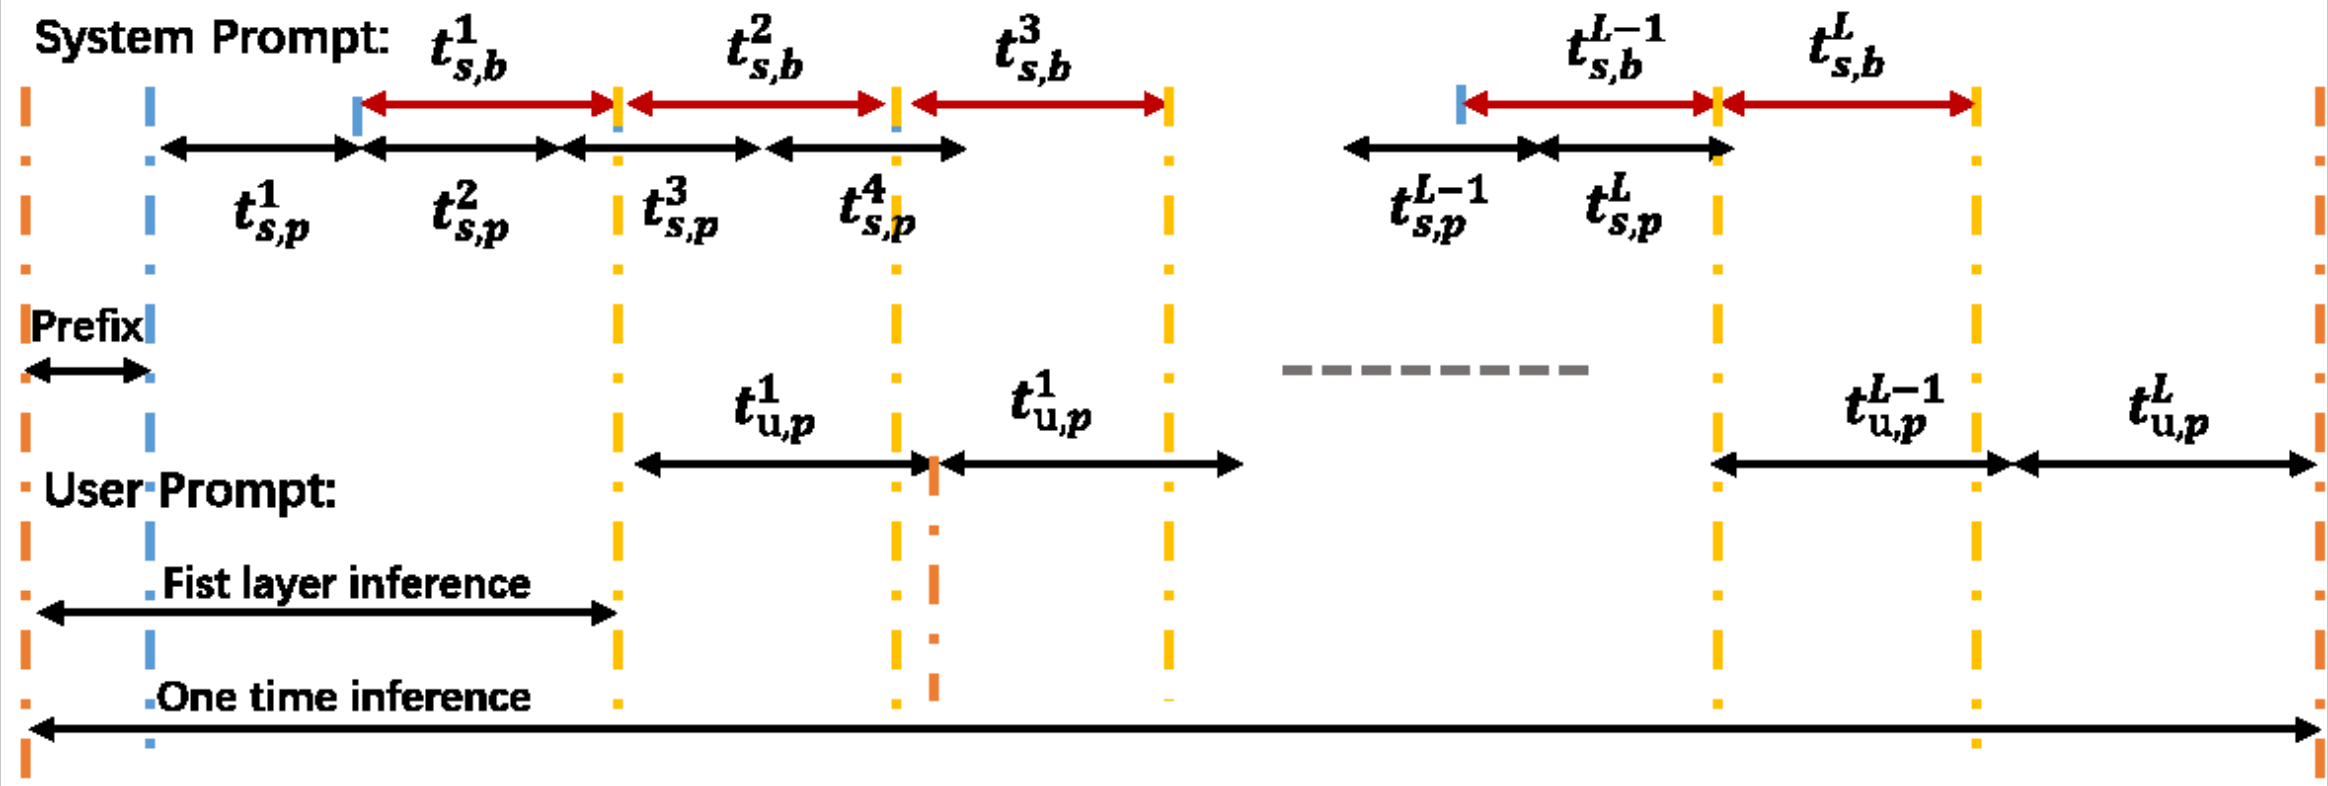 System Prompt: t^1_{s,b} t^2_{s,b} t^3_{s,b} t^{L-1}_{s,b} t^L_{s,b}
t^1_{s,p} t^2_{s,p} t^3_{s,p} t^4_{s,p} t^{L-1}_{s,p} t^L_{s,p}
Prefix
t^1_{u,p} t^1_{u,p} t^{L-1}_{u,p} t^L_{u,p}
User Prompt:
Fist layer inference
One time inference